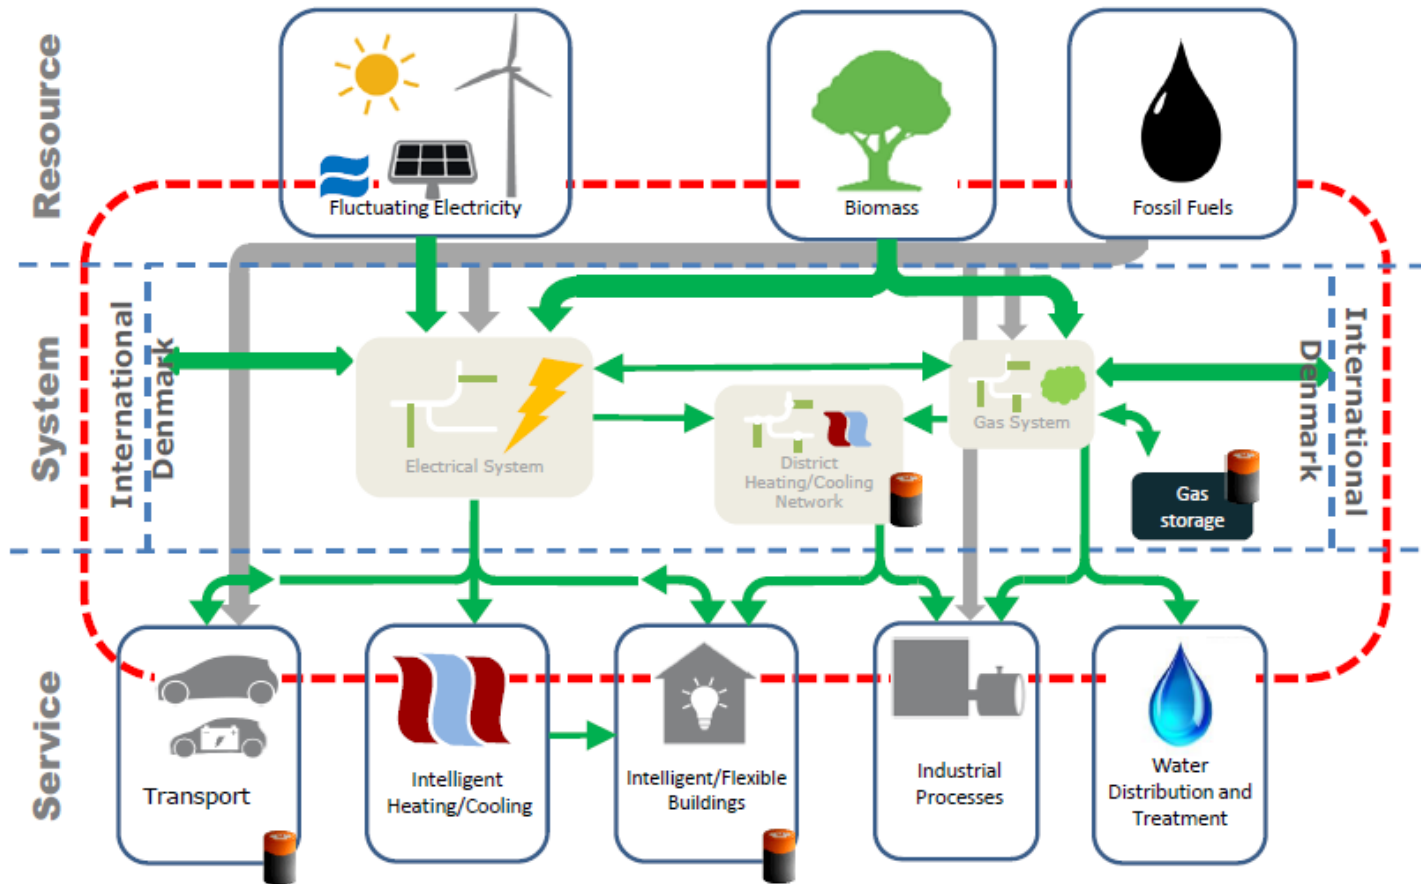 Resource
Fluctuating Electricity
Biomass
Fossil Fuels
System
International
Denmark
Electrical System
District
Heating/Cooling
Network
Gas System
Gas
storage
Denmark
International
Service
Transport
Intelligent
Heating/Cooling
Intelligent/Flexible
Buildings
Industrial
Processes
Water
Distribution and
Treatment